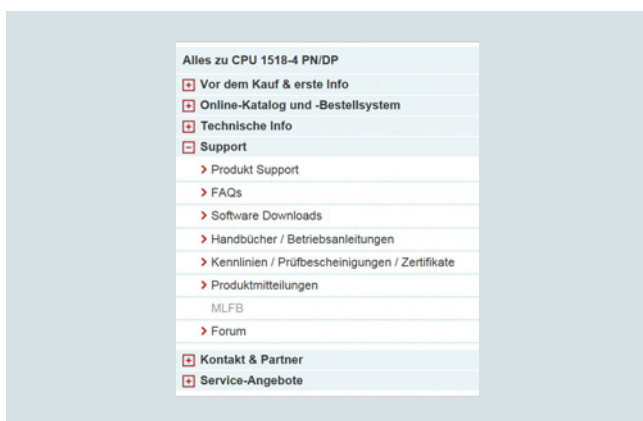 Alles zu CPU 1518-4 PN/DP
Vor dem Kauf & erste Info
Online-Katalog und -Bestellsystem
Technische Info
Support
Produkt Support
FAQs
Software Downloads
Handbücher / Betriebsanleitungen
Kennlinien / Prüfbescheinigungen / Zertifikate
Produktmitteilungen
MLFB
Forum
Kontakt & Partner
Service-Angebote